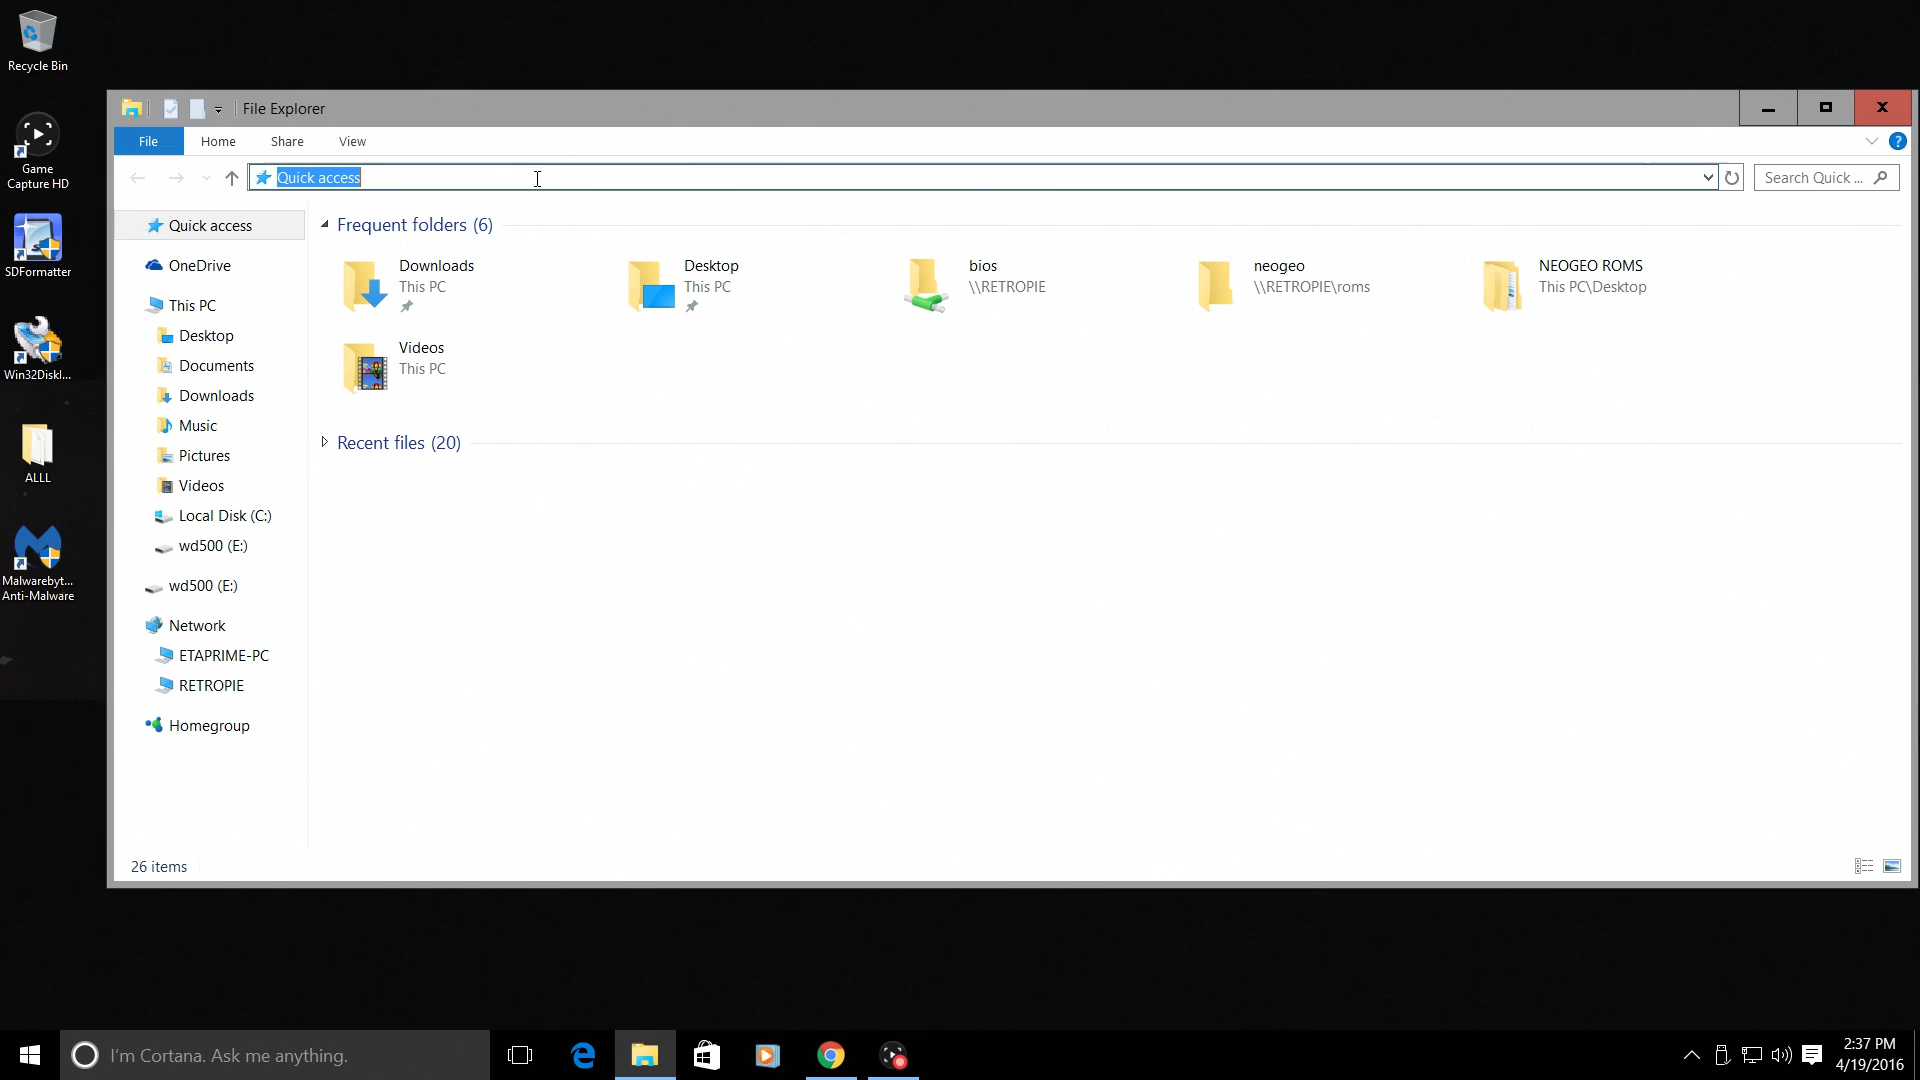 Recycle Bin
Game
Capture HD
SDFormatter
Win32DiskI...
ALLL
Malwarebyt...
Anti-Malware
File Explorer
File
Home
Share
View
?
Quick access
Search Quick ...
Quick access
OneDrive
This PC
Desktop
Documents
Downloads
Music
Pictures
Videos
Local Disk (C:)
wd500 (E:)
wd500 (E:)
Network
ETAPRIME-PC
RETROPIE
Homegroup
Frequent folders (6)
Downloads
This PC
Desktop
This PC
bios
\\RETROPIE
neogeo
\\RETROPIE\roms
NEOGEO ROMS
This PC\Desktop
Videos
This PC
Recent files (20)
26 items
I'm Cortana. Ask me anything.
2:37 PM
4/19/2016